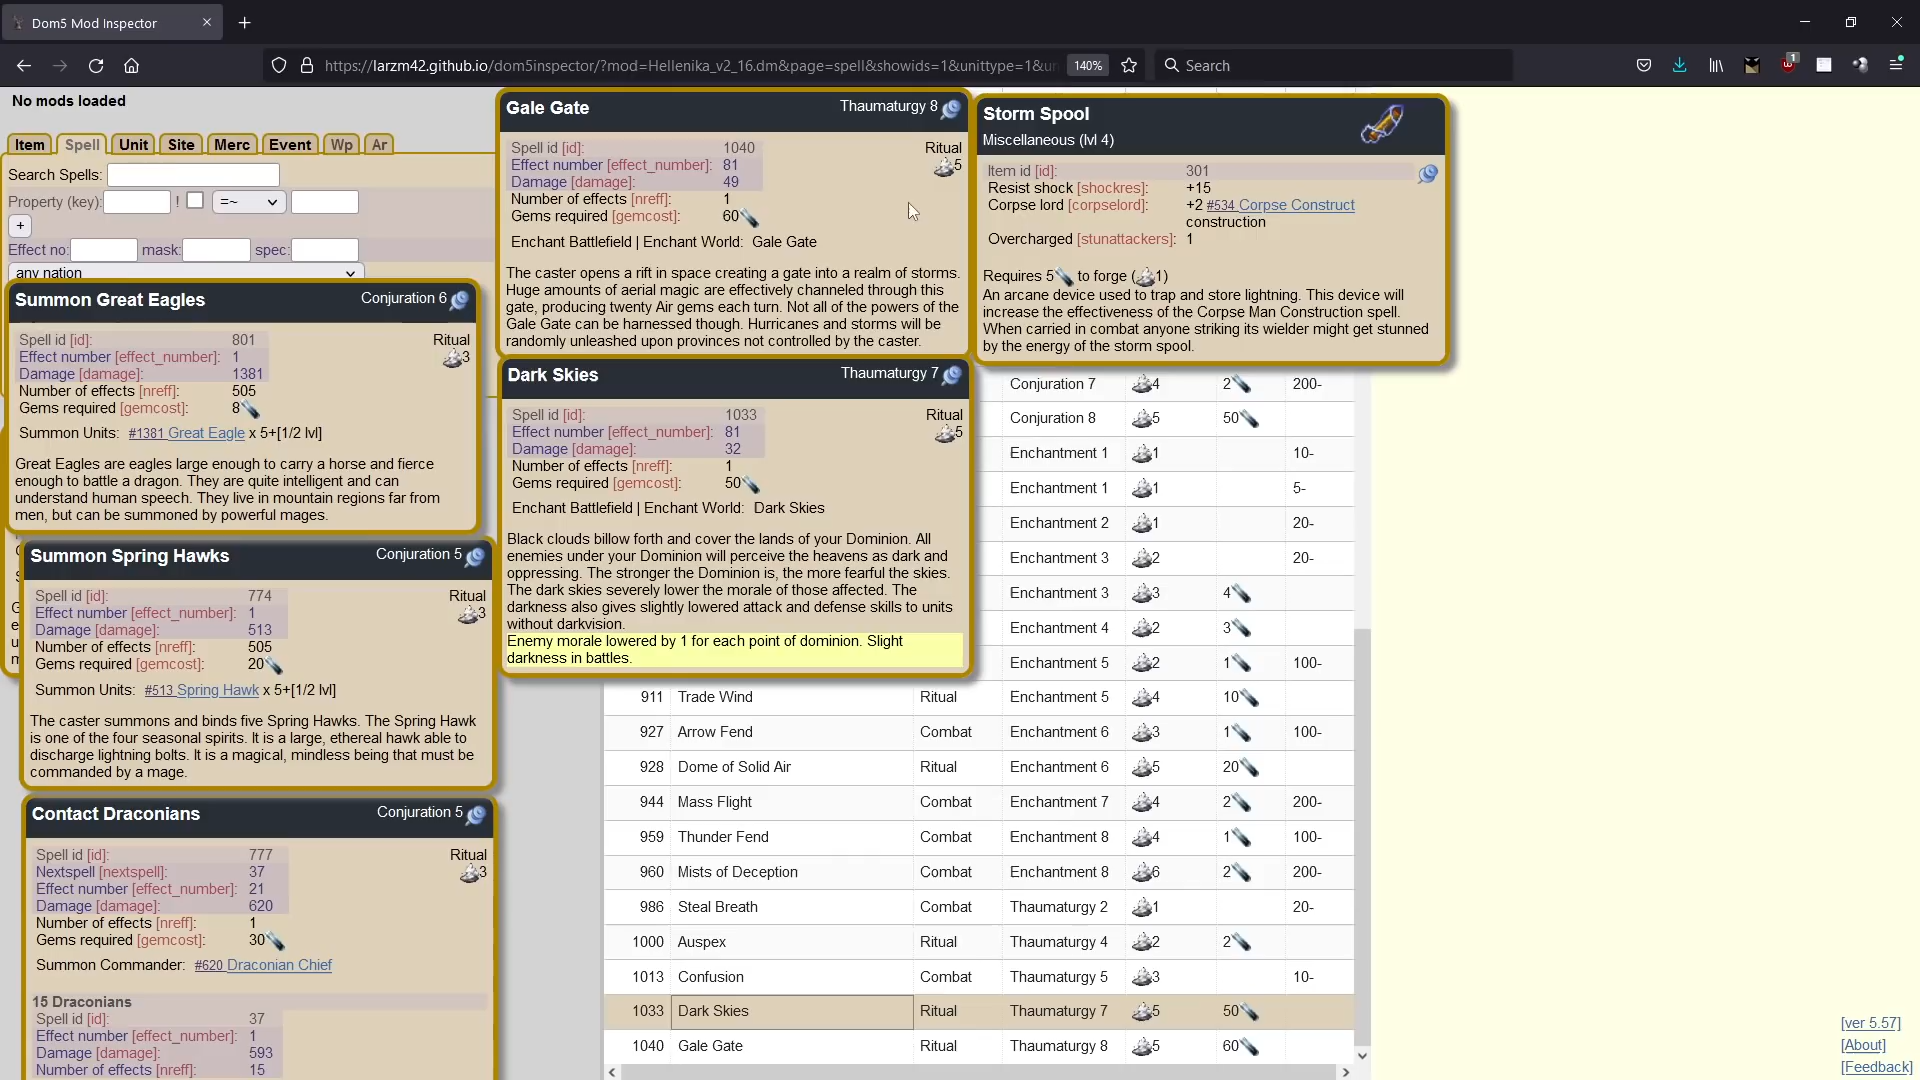 Dom5 Mod Inspector
https://larzm42.github.io/dom5inspector/?mod=Hellenika_v2_16.dm&page=spell&showids=1&unittype=1&un
140%
Search
1
No mods loaded
Item
Spell
Unit
Site
Merc
Event
Wp
Ar
Search Spells:
Property (key):
!
=~
+
Effect no:
mask:
spec:
any nation
Summon Great Eagles
Conjuration 6
Spell id [id]: 801
Ritual
Effect number [effect_number]: 1
3
Damage [damage]: 1381
Number of effects [nreff]: 505
Gems required [gemcost]: 8
Summon Units: #1381 Great Eagle x 5+[1/2 lvl]
Great Eagles are eagles large enough to carry a horse and fierce
enough to battle a dragon. They are quite intelligent and can
understand human speech. They live in mountain regions far from
men, but can be summoned by powerful mages.
Summon Spring Hawks
Conjuration 5
Spell id [id]: 774
Ritual
Effect number [effect_number]: 1
3
Damage [damage]: 513
Number of effects [nreff]: 505
Gems required [gemcost]: 20
Summon Units: #513 Spring Hawk x 5+[1/2 lvl]
The caster summons and binds five Spring Hawks. The Spring Hawk
is one of the four seasonal spirits. It is a large, ethereal hawk able to
discharge lightning bolts. It is a magical, mindless being that must be
commanded by a mage.
Contact Draconians
Conjuration 5
Spell id [id]: 777
Ritual
Nextspell [nextspell]: 37
3
Effect number [effect_number]: 21
Damage [damage]: 620
Number of effects [nreff]: 1
Gems required [gemcost]: 30
Summon Commander: #620 Draconian Chief
15 Draconians
Spell id [id]: 37
Effect number [effect_number]: 1
Damage [damage]: 593
Number of effects [nreff]: 15
Gale Gate
Thaumaturgy 8
Spell id [id]: 1040
Ritual
Effect number [effect_number]: 81
5
Damage [damage]: 49
Number of effects [nreff]: 1
Gems required [gemcost]: 60
Enchant Battlefield | Enchant World: Gale Gate
The caster opens a rift in space creating a gate into a realm of storms.
Huge amounts of aerial magic are effectively channeled through this
gate, producing twenty Air gems each turn. Not all of the powers of the
Gale Gate can be harnessed though. Hurricanes and storms will be
randomly unleashed upon provinces not controlled by the caster.
Dark Skies
Thaumaturgy 7
Spell id [id]: 1033
Ritual
Effect number [effect_number]: 81
5
Damage [damage]: 32
Number of effects [nreff]: 1
Gems required [gemcost]: 50
Enchant Battlefield | Enchant World: Dark Skies
Black clouds billow forth and cover the lands of your Dominion. All
enemies under your Dominion will perceive the heavens as dark and
oppressing. The stronger the Dominion is, the more fearful the skies.
The dark skies severely lower the morale of those affected. The
darkness also gives slightly lowered attack and defense skills to units
without darkvision.
Enemy morale lowered by 1 for each point of dominion. Slight
darkness in battles.
Storm Spool
Miscellaneous (lvl 4)
Item id [id]: 301
Resist shock [shockres]: +15
Corpse lord [corpselord]: +2 #534 Corpse Construct
construction
Overcharged [stunattackers]: 1
Requires 5 to forge (1)
An arcane device used to trap and store lightning. This device will
increase the effectiveness of the Corpse Man Construction spell.
When carried in combat anyone striking its wielder might get stunned
by the energy of the storm spool.
Conjuration 7 4 2 200-
Conjuration 8 5 50
Enchantment 1 1 10-
Enchantment 1 1 5-
Enchantment 2 1 20-
Enchantment 3 2 20-
Enchantment 3 3 4
Enchantment 4 2 3
Enchantment 5 2 1 100-
911 Trade Wind Ritual Enchantment 5 4 10
927 Arrow Fend Combat Enchantment 6 3 1 100-
928 Dome of Solid Air Ritual Enchantment 6 5 20
944 Mass Flight Combat Enchantment 7 4 2 200-
959 Thunder Fend Combat Enchantment 8 4 1 100-
960 Mists of Deception Combat Enchantment 8 6 2 200-
986 Steal Breath Combat Thaumaturgy 2 1 20-
1000 Auspex Ritual Thaumaturgy 4 2 2
1013 Confusion Combat Thaumaturgy 5 3 10-
1033 Dark Skies Ritual Thaumaturgy 7 5 50
1040 Gale Gate Ritual Thaumaturgy 8 5 60
[ver 5.57]
[About]
[Feedback]